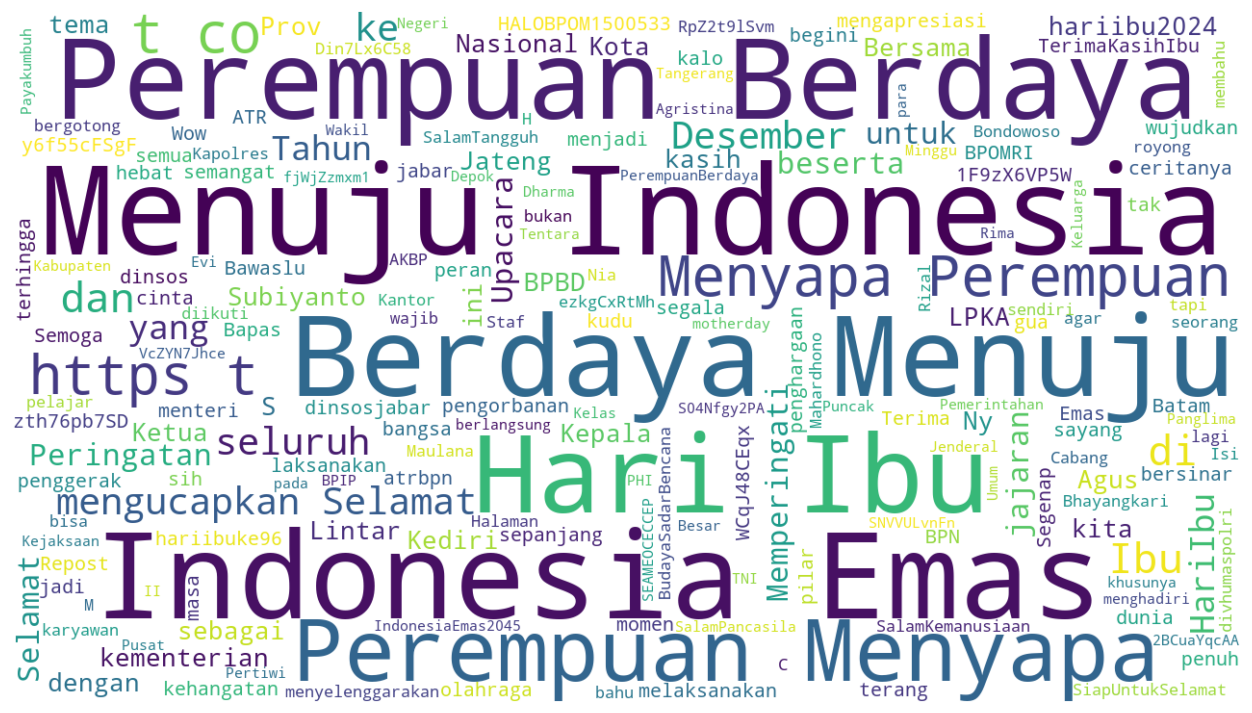 tema t co Prov ke Negeri HALOBPOM1500533 RpZ2t9lSvm begini mengapresiasi hariibu2024
Din7Lx6C58 Nasional Kota kalo Bersama TerimaKasihIbu
Perempuan Berdaya
Payakumbuh Tangerang Agristina para membahu
bergotong ATR Wakil H
y6f55cFSgF Wow Tahun SalamTangguh menjadi Desember untuk Bondowoso wujudkan
semua Kapolres Jateng kasih beserta Minggu BPOMRI royong
hebat semangat fjWjZzmxm1 jabar Depok PerempuanBerdaya 1F9zX6VP5W ceritanya
Menuju Indonesia
Upacara Dharma bukan Tentara Keluarga tak Rima
terhingga Kabupaten Evi Bawaslu AKBP peran
dinsos BPBD Nia Menyapa Perempuan
dan cinta Subiyanto Kantor ini ezkgCxRtMh segala Rizal sendiri tapi
diikuti wajib Staf kudu motherday LPKA gua agar seorang
Semoga yang Bapas
VcZYN7Jhce
Berdaya Menuju
https t
penghargaan Mahardhono
pelajar menteri S dinsosjabar pengorbanan Kelas SO4Nfgy2PA Puncak Pemerintahan Emas Batam
zth76pb7SD Ketua bangsa berlangsung Terima Ny sayang Panglima
seluruh Kepala lagi
Peringatan Maulana Jenderal di Isi
laksanakan Cabang
penggerak sih atrbpn PHI Umum bersinar
pada BPIP Agus
Hari Ibu
mengucapkan Selamat BudayaSadarBencana WCqJ48CEqx Memperingati jajaran Segenap Bhayangkari
bisa Lintar Halaman Besar SNVVULvnFn kita
Kejaksaan hariibuke96 Kediri sepanjang BPN HariIbu
Indonesia Emas
Selamat Repost SEAMEOCECCEP Ibu
jadi II masa TNI pilar khusunya divhumaspolri
M menghadiri
karyawan sebagai IndonesiaEmas2045 momen SalamPancasila SalamKemanusiaan dunia
Pusat 2BCuaYqcAA
Perempuan Menyapa
kementerian c penuh
Pertiwi
dengan kehangatan menyelenggarakan olahraga bahu melaksanakan terang SiapUntukSelamat